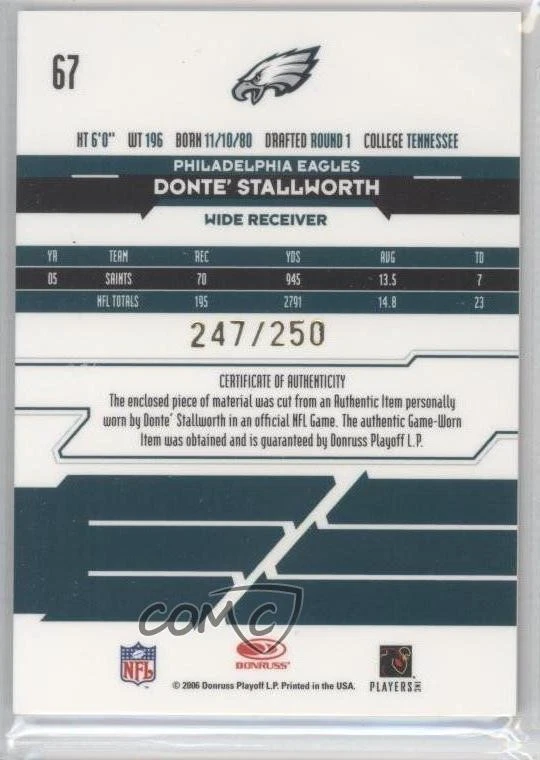 67
HT 6'0" WT 196 BORN 11/10/80 DRAFTED ROUND 1 COLLEGE TENNESSEE
PHILADELPHIA EAGLES
DONTE' STALLWORTH
WIDE RECEIVER
YR TEAM REC YDS AVG TD
05 SAINTS 70 945 13.5 7
NFL TOTALS 195 2791 14.8 23
247/250
CERTIFICATE OF AUTHENTICITY
The enclosed piece of material was cut from an Authentic Item personally
worn by Donte' Stallworth in an official NFL Game. The authentic Game-Worn
Item was obtained and is guaranteed by Donruss Playoff L.P.
COMC
NFL DONRUSS PLAYERS INC
© 2006 Donruss Playoff L.P. Printed in the USA.